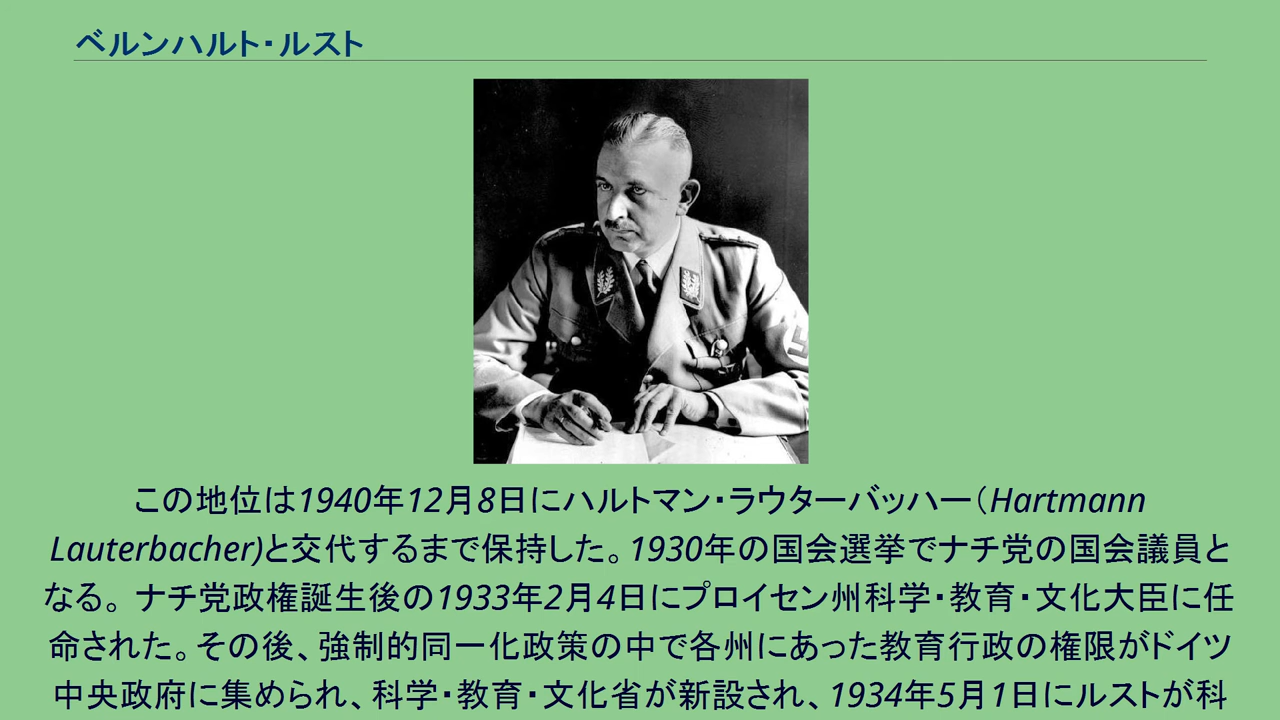 ベルンハルト・ルスト
この地位は1940年12月8日にハルトマン・ラウターバッハー（Hartmann
Lauterbacher)と交代するまで保持した。1930年の国会選挙でナチ党の国会議員と
なる。 ナチ党政権誕生後の1933年2月4日にプロイセン州科学・教育・文化大臣に任
命された。その後、強制的同一化政策の中で各州にあった教育行政の権限がドイツ
中央政府に集められ、科学・教育・文化省が新設され、1934年5月1日にルストが科